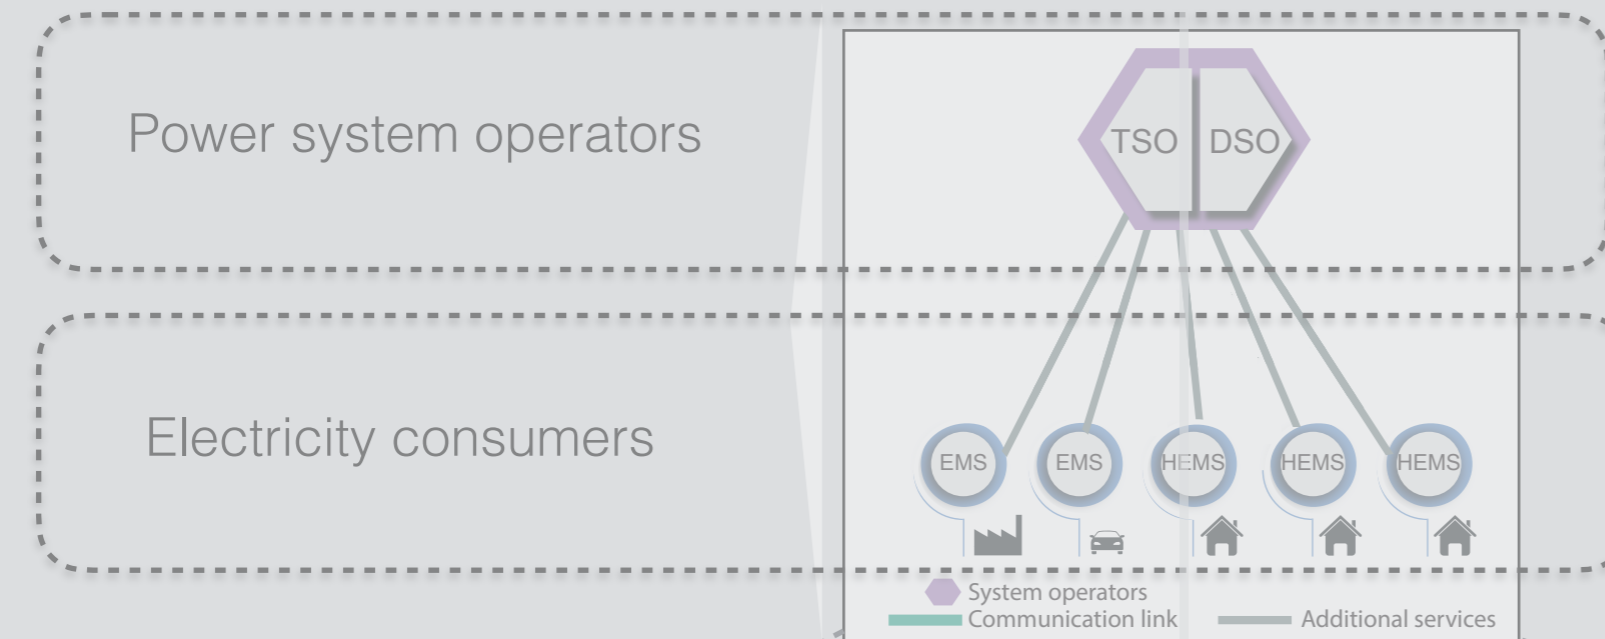 Power system operators
TSO DSO
Electricity consumers
EMS EMS HEMS HEMS HEMS
System operators
Communication link Additional services